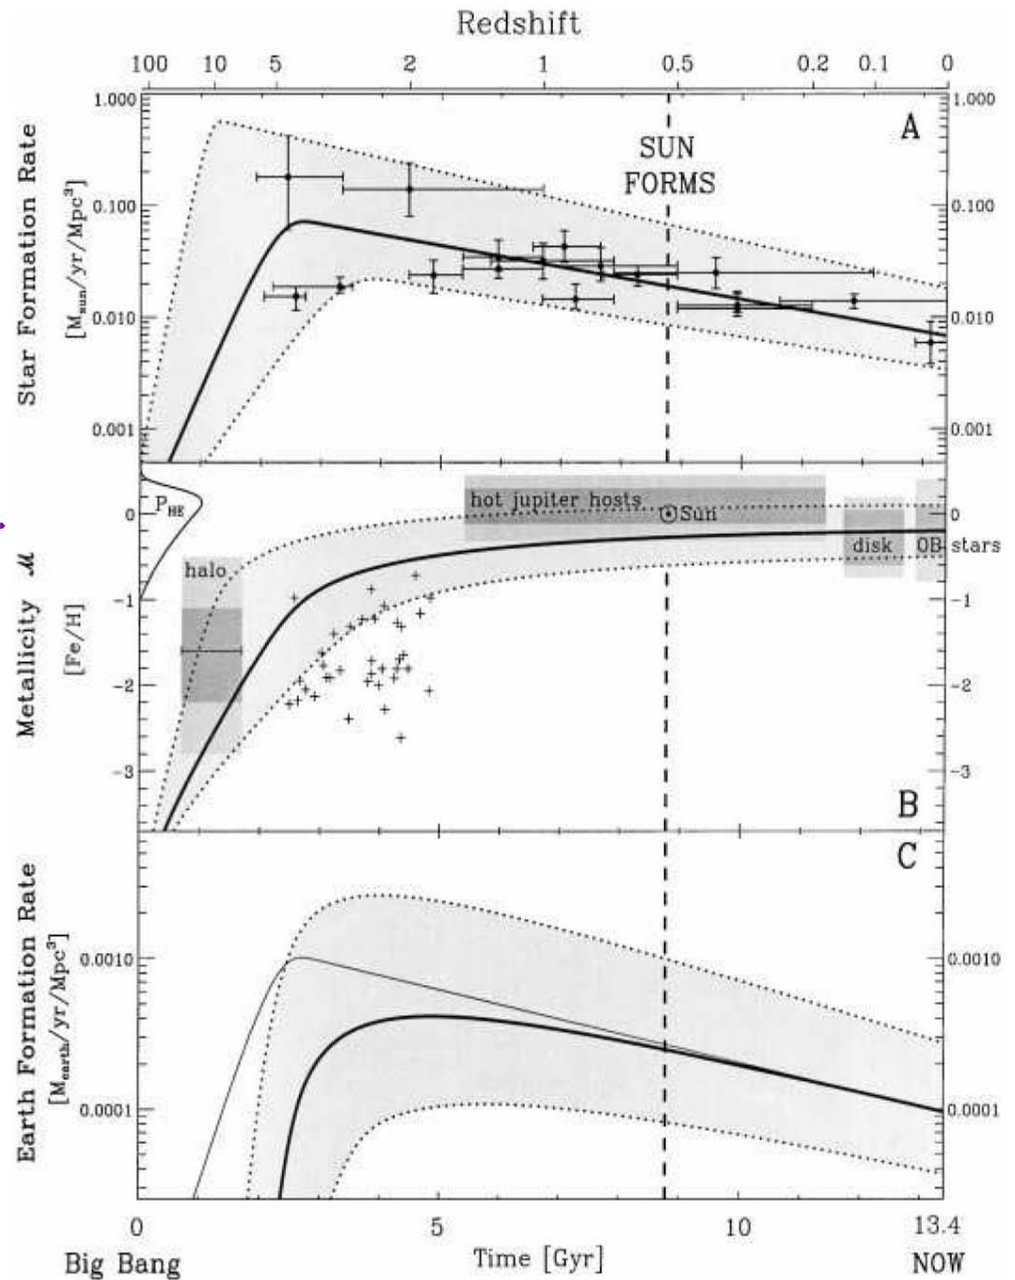 Redshift
100 10 5 2 1 0.5 0.2 0.1 0
Star Formation Rate
[M_sun/yr/Mpc³]
1.000
0.100
0.010
0.001
A
SUN
FORMS
1.000
0.100
0.010
0.001
Metallicity ℳ
[Fe/H]
0
-1
-2
-3
P_HE
halo
hot jupiter hosts
⊙Sun
disk
OB stars
B
0
-1
-2
-3
Earth Formation Rate
[M_earth/yr/Mpc³]
0.0010
0.0001
C
0.0010
0.0001
0 5 10 13.4
Big Bang Time [Gyr] NOW